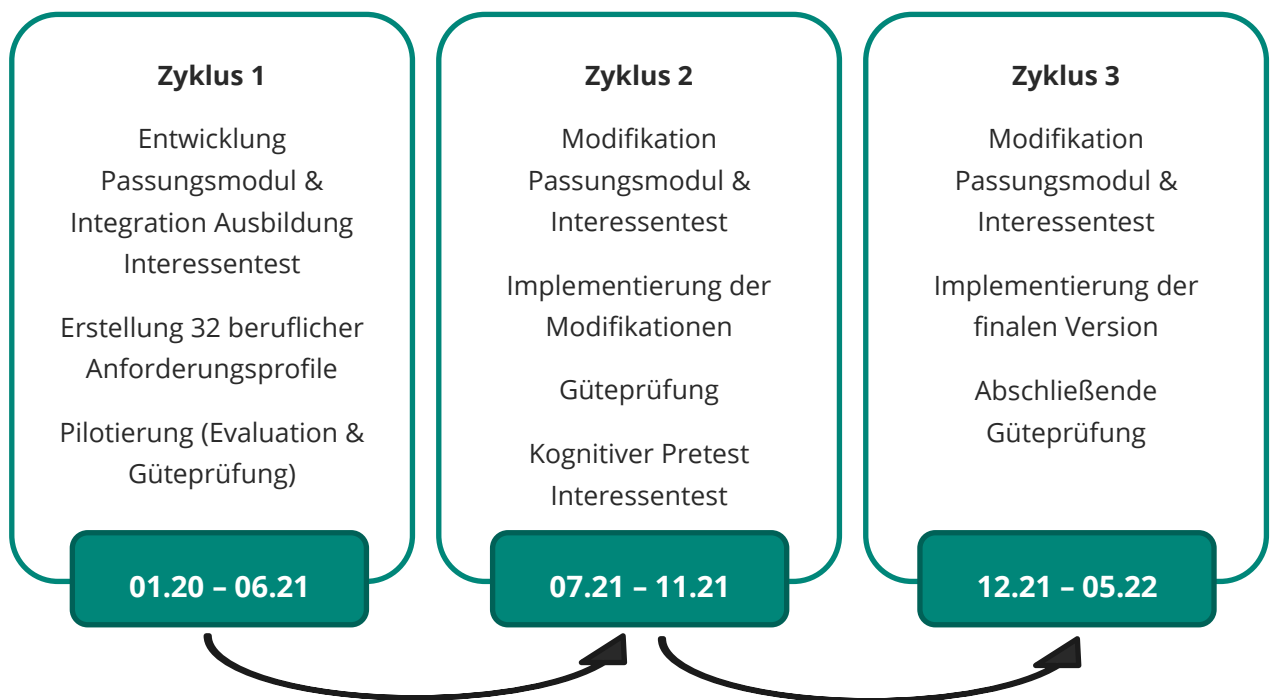 Zyklus 1
Entwicklung
Passungsmodul &
Integration Ausbildung
Interessentest
Erstellung 32 beruflicher
Anforderungsprofile
Pilotierung (Evaluation &
Güteprüfung)
01.20 – 06.21
Zyklus 2
Modifikation
Passungsmodul &
Interessentest
Implementierung der
Modifikationen
Güteprüfung
Kognitiver Pretest
Interessentest
07.21 – 11.21
Zyklus 3
Modifikation
Passungsmodul &
Interessentest
Implementierung der
finalen Version
Abschließende
Güteprüfung
12.21 – 05.22